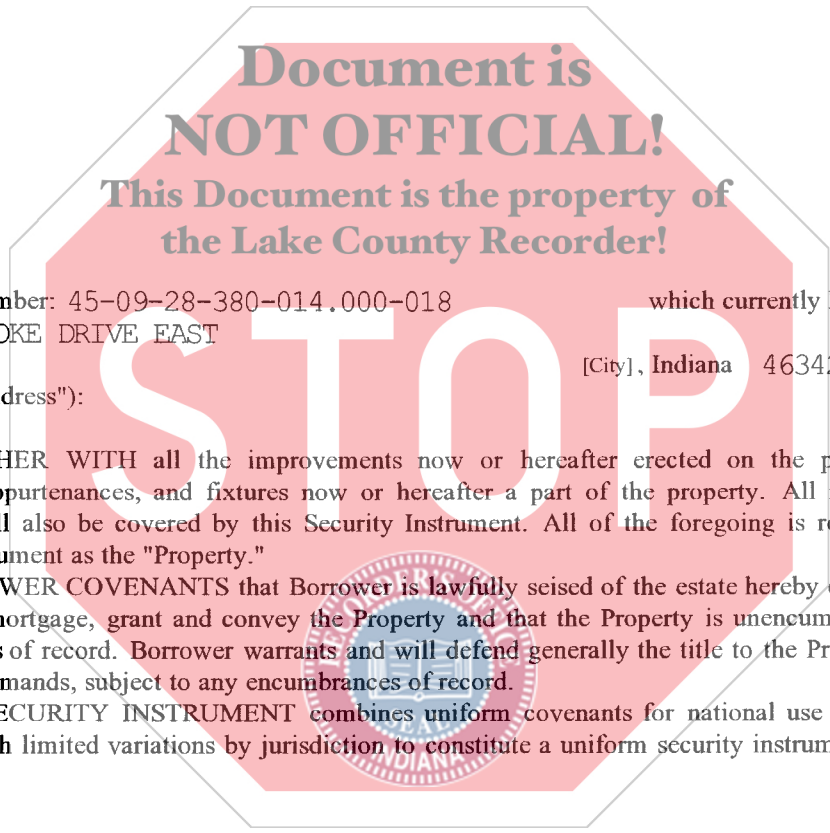 Document is
NOT OFFICIAL!
This Document is the property of
the Lake County Recorder!
mber: 45-09-28-380-014.000-018 which currently
OKE DRIVE EAST
[City], Indiana 46342
dress"):
STOP
HER WITH all the improvements now or hereafter erected on the p
ppurtenances, and fixtures now or hereafter a part of the property. All
ll also be covered by this Security Instrument. All of the foregoing is re
ument as the "Property."
WER COVENANTS that Borrower is lawfully seised of the estate hereby
nortgage, grant and convey the Property and that the Property is unencum
s of record. Borrower warrants and will defend generally the title to the Pr
mands, subject to any encumbrances of record.
ECURITY INSTRUMENT combines uniform covenants for national use
h limited variations by jurisdiction to constitute a uniform security instrum
RECORDER'S OFFICE
SEAL
INDIANA